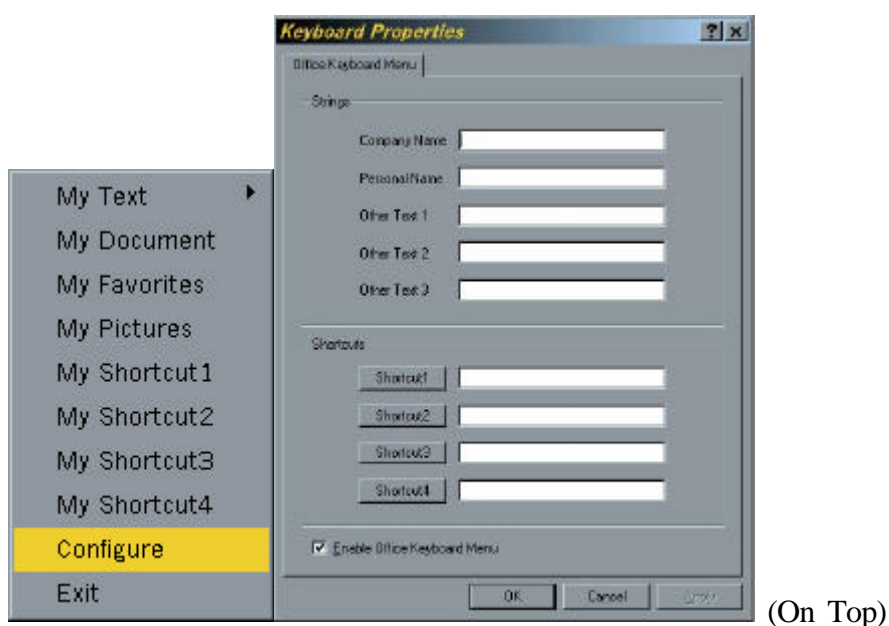 My Text
My Document
My Favorites
My Pictures
My Shortcut1
My Shortcut2
My Shortcut3
My Shortcut4
Configure
Exit
Keyboard Properties
Office Keyboard Menu
Strings
Company Name
Personal Name
Other Text 1
Other Text 2
Other Text 3
Shortcuts
Shortcut1
Shortcut2
Shortcut3
Shortcut4
Enable Office Keyboard Menu
OK Cancel Apply
(On Top)